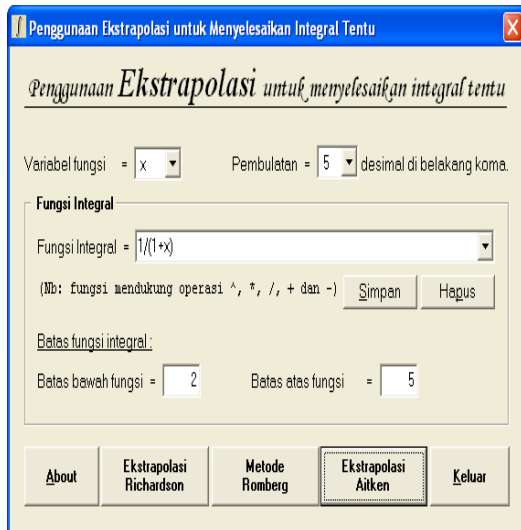 Penggunaan Ekstrapolasi untuk Menyelesaikan Integral Tentu
Penggunaan Ekstrapolasi untuk menyelesaikan integral tentu
Variabel fungsi = x Pembulatan = 5 desimal di belakang koma.
Fungsi Integral
Fungsi Integral = 1/(1+x)
(Nb: fungsi mendukung operasi ^, *, /, + dan -) Simpan Hapus
Batas fungsi integral :
Batas bawah fungsi = 2 Batas atas fungsi = 5
About Ekstrapolasi Richardson Metode Romberg Ekstrapolasi Aitken Keluar